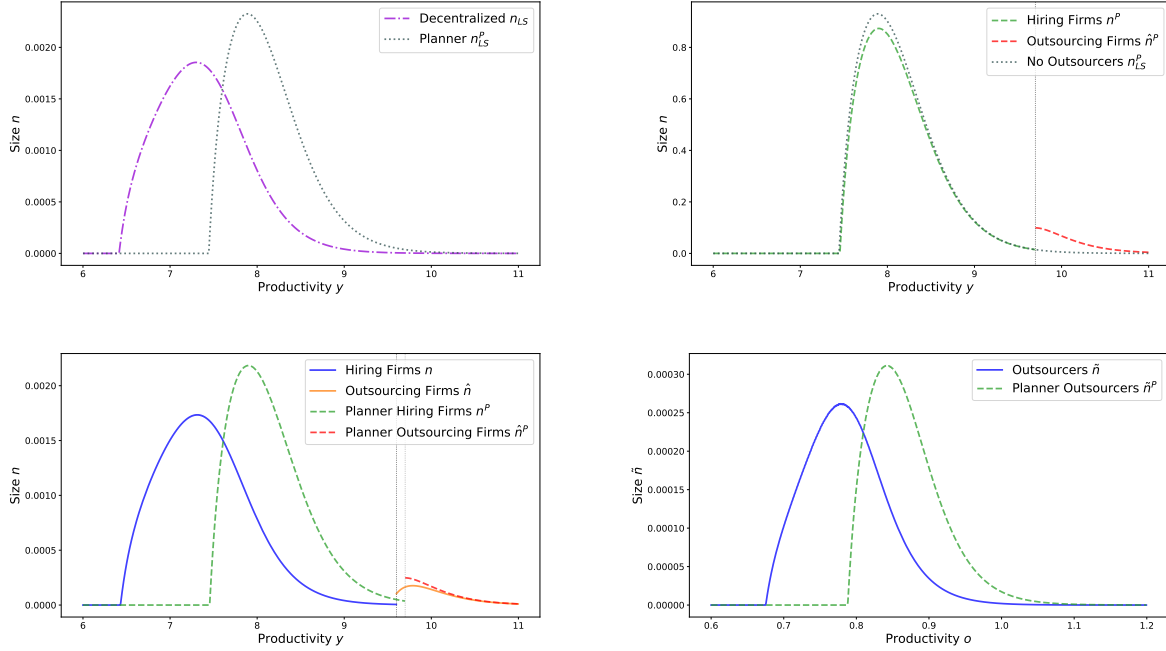 Decentralized n_LS
Planner n^P_LS
0.0020
0.0015
0.0010
0.0005
0.0000
Size n
6 7 8 9 10 11
Productivity y
Hiring Firms n^P
Outsourcing Firms n̂^P
No Outsourcers n^P_LS
0.8
0.6
0.4
0.2
0.0
Size n
6 7 8 9 10 11
Productivity y
Hiring Firms n
Outsourcing Firms n̂
Planner Hiring Firms n^P
Planner Outsourcing Firms n̂^P
0.0020
0.0015
0.0010
0.0005
0.0000
Size n
6 7 8 9 10 11
Productivity y
Outsourcers ñ
Planner Outsourcers ñ^P
0.00030
0.00025
0.00020
0.00015
0.00010
0.00005
0.00000
Size ñ
0.6 0.7 0.8 0.9 1.0 1.1 1.2
Productivity o